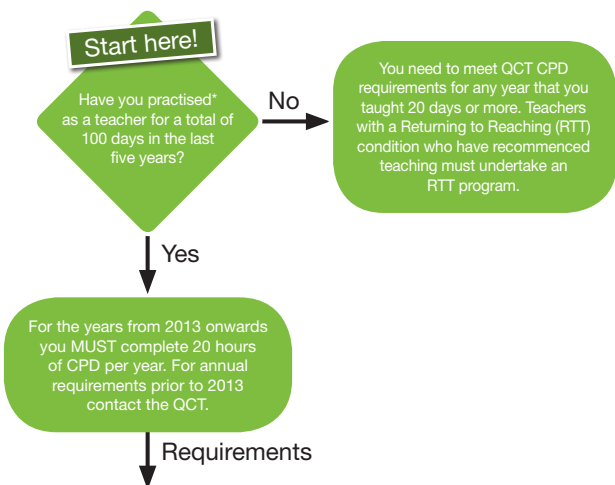 Start here!
Have you practised*
as a teacher for a total of
100 days in the last
five years?
No
You need to meet QCT CPD
requirements for any year that you
taught 20 days or more. Teachers
with a Returning to Reaching (RTT)
condition who have recommenced
teaching must undertake an
RTT program.
Yes
For the years from 2013 onwards
you MUST complete 20 hours
of CPD per year. For annual
requirements prior to 2013
contact the QCT.
Requirements